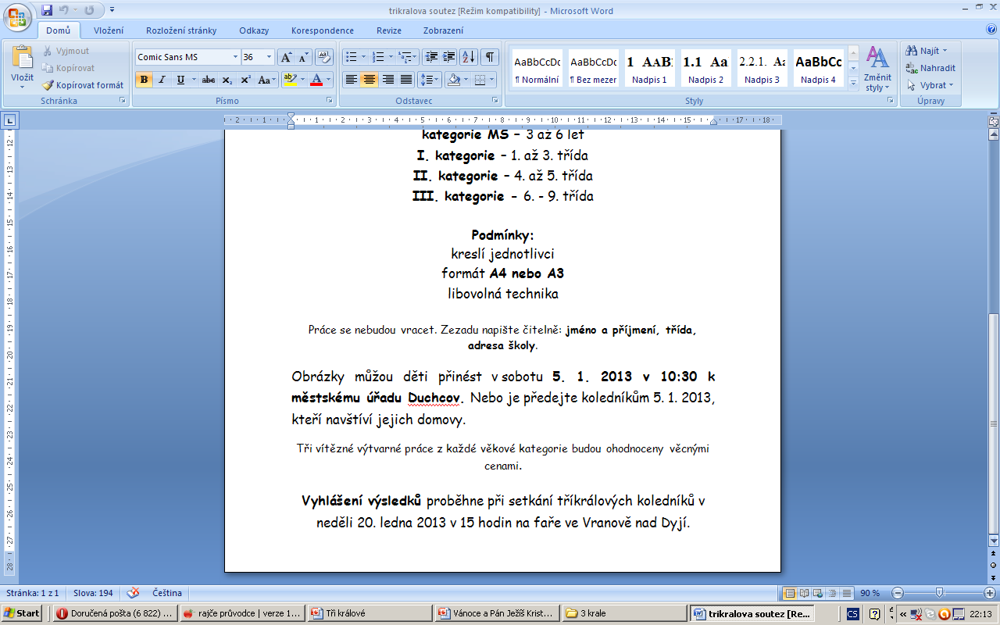 trikralova soutez [Režim kompatibility] - Microsoft Word
Domů Vložení Rozložení stránky Odkazy Korespondence Revize Zobrazení
Vložit
Vyjmout
Kopírovat
Kopírovat formát
Schránka
Comic Sans MS 36
Písmo
Odstavec
AaBbCcDc AaBbCcDc 1 AAB 1.1 Aa 2.2.1. Aa AaBbCc
¶ Normální ¶ Bez mezer Nadpis 1 Nadpis 2 Nadpis 3 Nadpis 4
Změnit styly
Styly
Najít
Nahradit
Vybrat
Úpravy
kategorie MS – 3 až 6 let
I. kategorie – 1. až 3. třída
II. kategorie – 4. až 5. třída
III. kategorie – 6. - 9. třída
Podmínky:
kreslí jednotlivci
formát A4 nebo A3
libovolná technika
Práce se nebudou vracet. Zezadu napište čitelně: jméno a příjmení, třída,
adresa školy.
Obrázky můžou děti přinést v sobotu 5. 1. 2013 v 10:30 k
městskému úřadu Duchcov. Nebo je předejte koledníkům 5. 1. 2013,
kteří navštíví jejich domovy.
Tři vítězné výtvarné práce z každé věkové kategorie budou ohodnoceny věcnými
cenami.
Vyhlášení výsledků proběhne při setkání tříkrálových koledníků v
neděli 20. ledna 2013 v 15 hodin na faře ve Vranově nad Dyjí.
Stránka: 1 z 1 Slova: 194 Čeština 90 %
Start Doručená pošta (6 822) ... rajče průvodce | verze 1... Tři králové Vánoce a Pán Ježíš Krist... 3 krale trikralova soutez [Re... CS 22:13